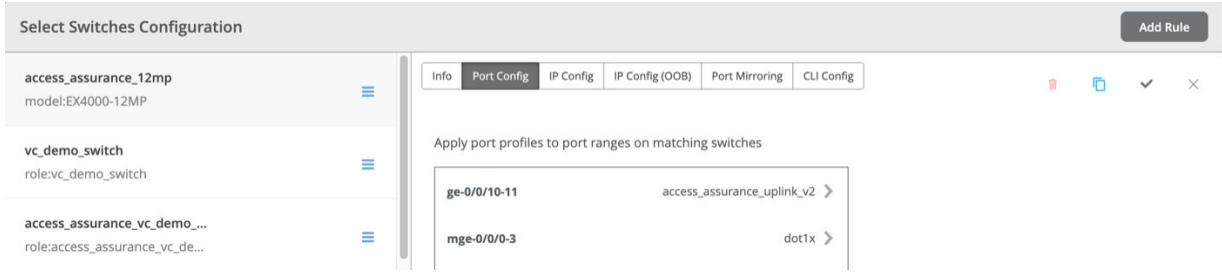 Select Switches Configuration
Add Rule
access_assurance_12mp
model:EX4000-12MP
vc_demo_switch
role:vc_demo_switch
access_assurance_vc_demo_...
role:access_assurance_vc_de...
Info Port Config IP Config IP Config (OOB) Port Mirroring CLI Config
Apply port profiles to port ranges on matching switches
ge-0/0/10-11 access_assurance_uplink_v2
mge-0/0/0-3 dot1x